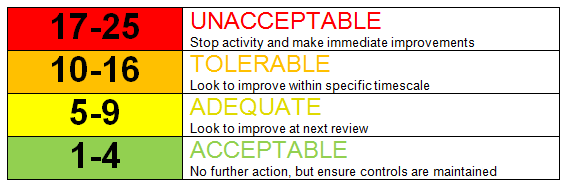 17-25
UNACCEPTABLE
Stop activity and make immediate improvements
10-16
TOLERABLE
Look to improve within specific timescale
5-9
ADEQUATE
Look to improve at next review
1-4
ACCEPTABLE
No further action, but ensure controls are maintained